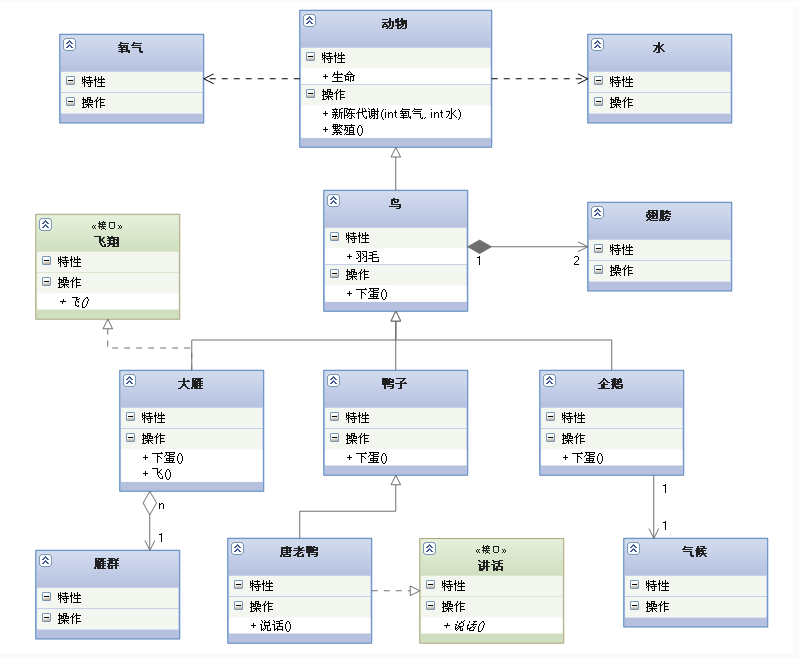 动物
特性
+ 生命
操作
+ 新陈代谢(int 氧气, int 水)
+ 繁殖()
氧气
特性
操作
水
特性
操作
鸟
特性
+ 羽毛
操作
+ 下蛋()
1
2
翅膀
特性
操作
«接口»
飞翔
特性
操作
+ 飞()
大雁
特性
操作
+ 下蛋()
+ 飞()
鸭子
特性
操作
+ 下蛋()
企鹅
特性
操作
+ 下蛋()
n
1
1
1
雁群
特性
操作
唐老鸭
特性
操作
+ 说话()
«接口»
讲话
特性
操作
+ 说话()
气候
特性
操作